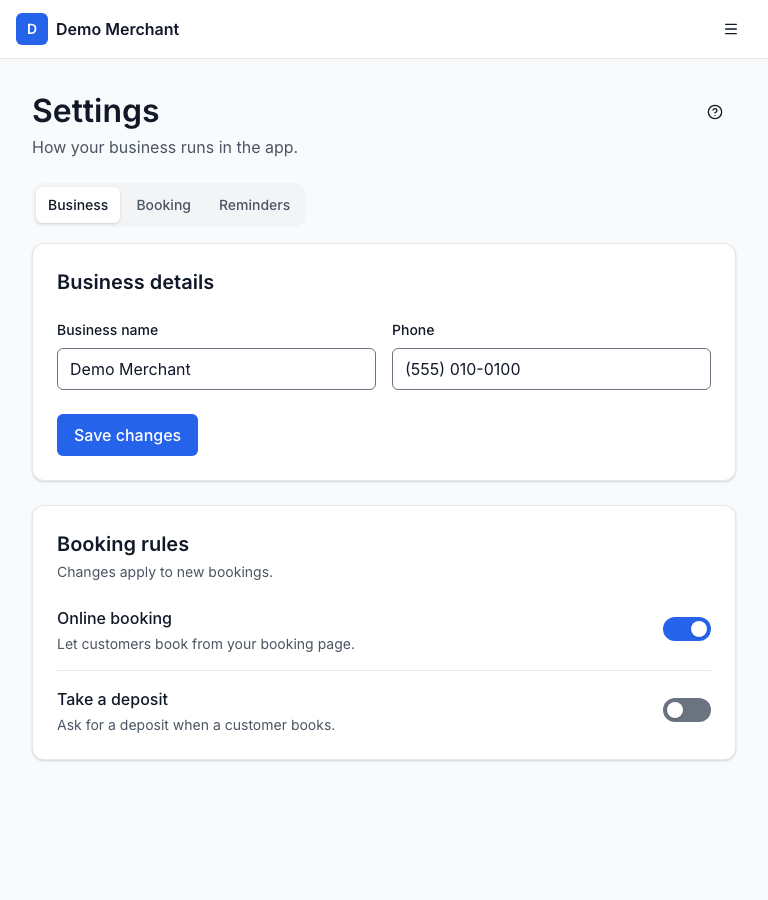 D Demo Merchant
Settings
How your business runs in the app.
Business Booking Reminders
Business details
Business name Phone
Demo Merchant (555) 010-0100
Save changes
Booking rules
Changes apply to new bookings.
Online booking
Let customers book from your booking page.
Take a deposit
Ask for a deposit when a customer books.